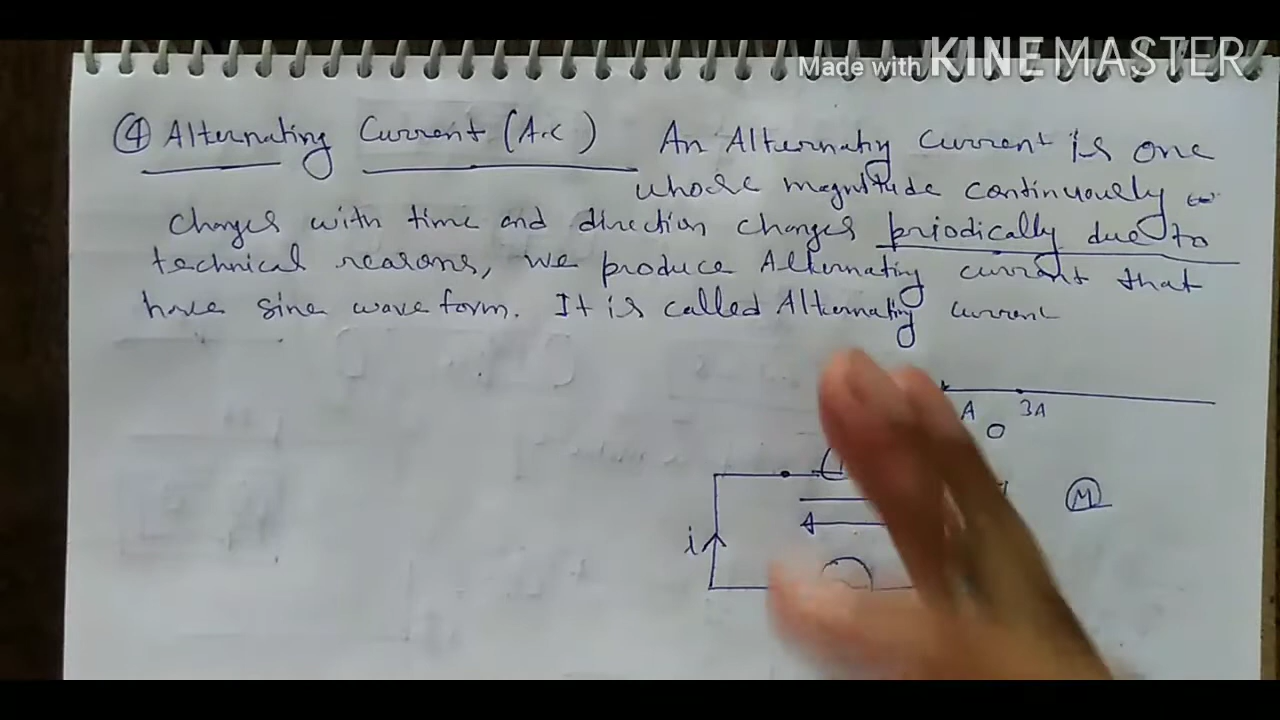 Made with KINEMASTER
④ Alternating Current (A.C) An Alternating Current is one
whose magnitude continuously
changes with time and direction changes priodically due to
technical reasons, we produce Alternating current that
have sine wave form. It is called Alternating current
A 3A
O
M
i